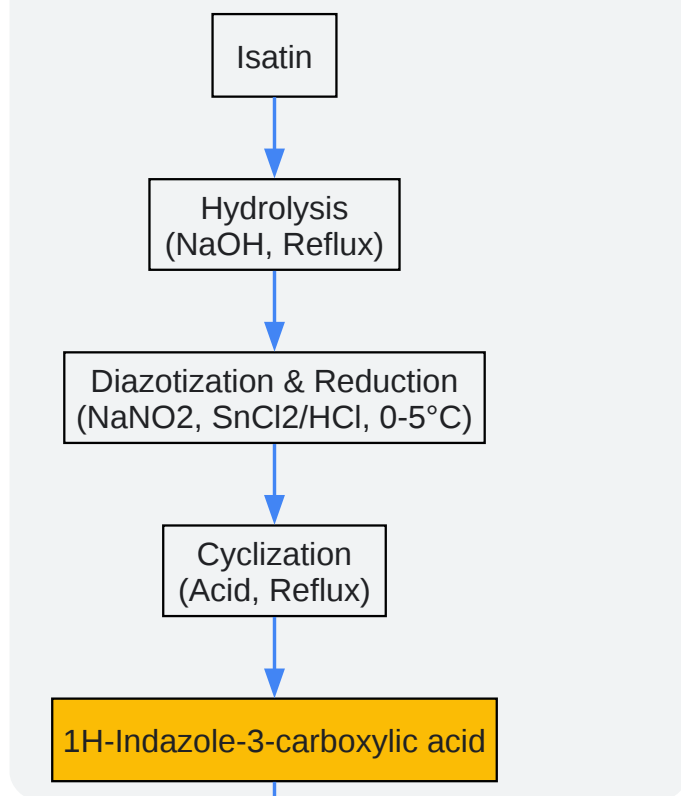 Isatin
Hydrolysis
(NaOH, Reflux)
Diazotization & Reduction
(NaNO2, SnCl2/HCl, 0-5°C)
Cyclization
(Acid, Reflux)
1H-Indazole-3-carboxylic acid